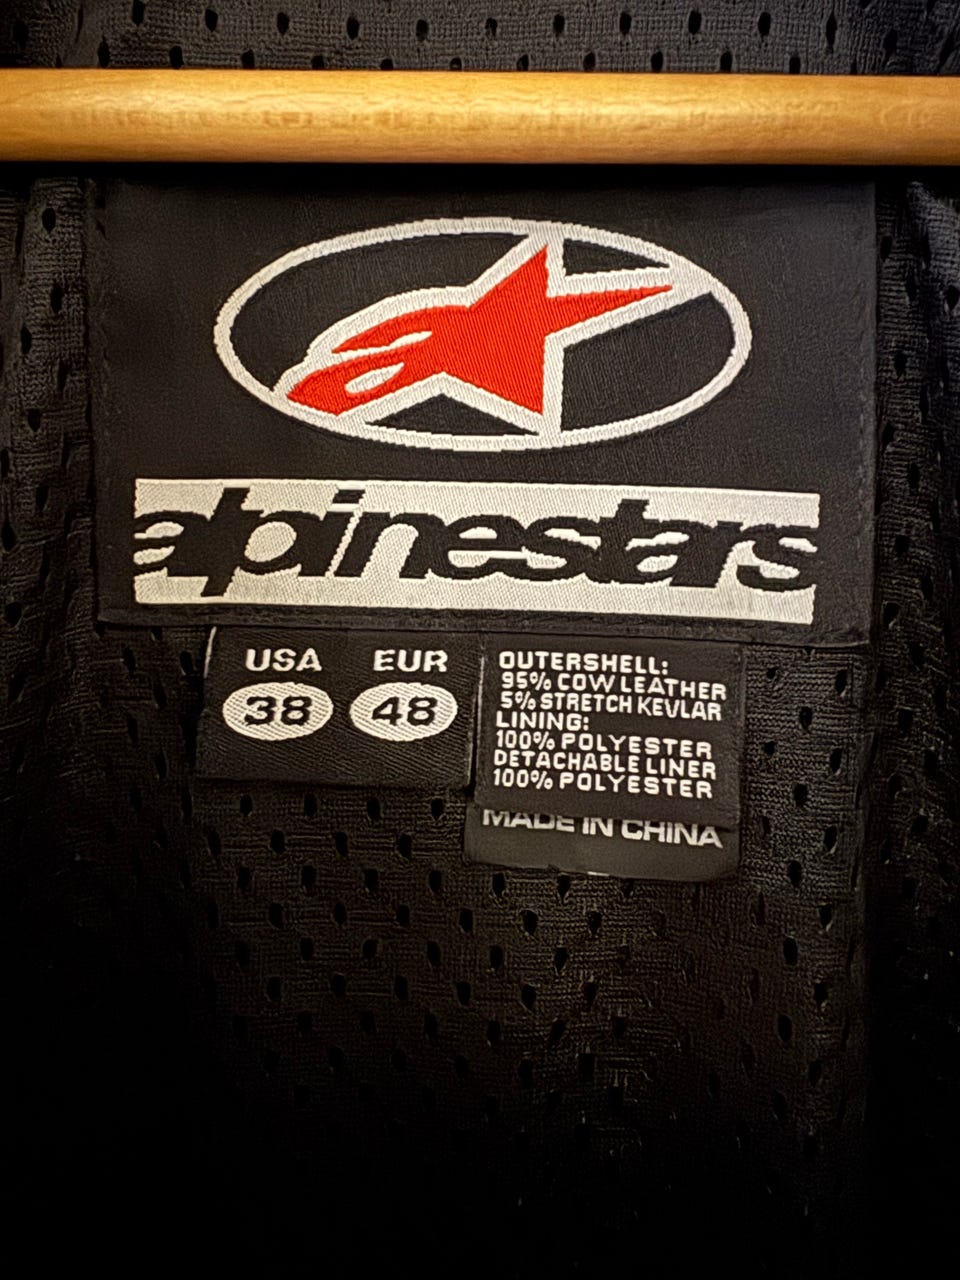 alpinestars
USA EUR
38 48
OUTERSHELL:
95% COW LEATHER
5% STRETCH KEVLAR
LINING:
100% POLYESTER
DETACHABLE LINER
100% POLYESTER
MADE IN CHINA